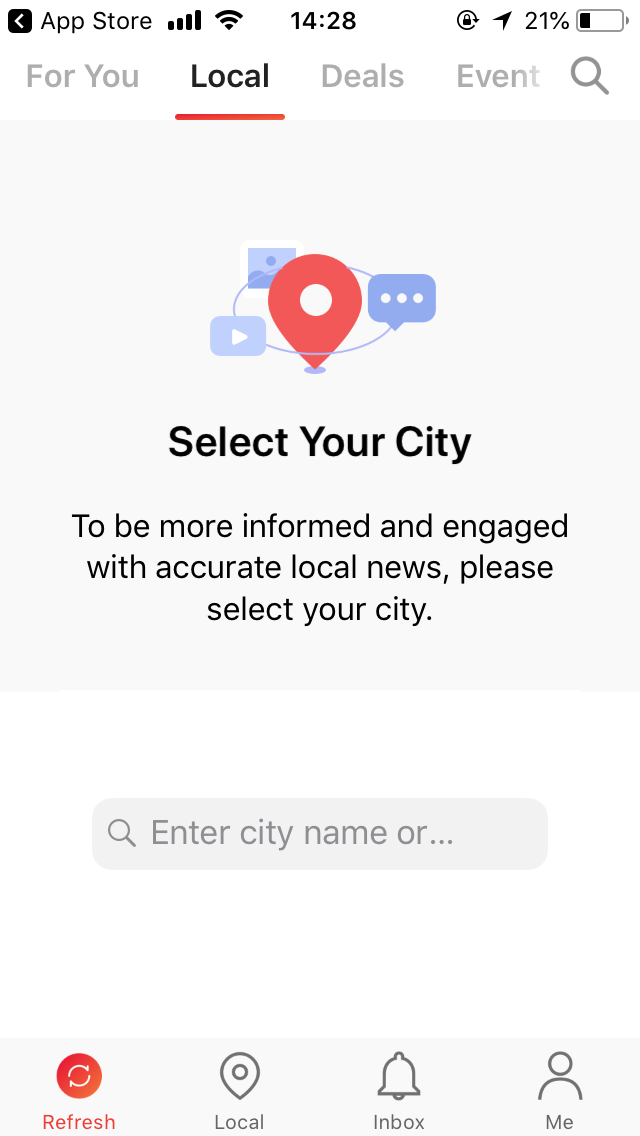 App Store 14:28 21%
For You Local Deals Event
Select Your City
To be more informed and engaged
with accurate local news, please
select your city.
Enter city name or...
Refresh Local Inbox Me